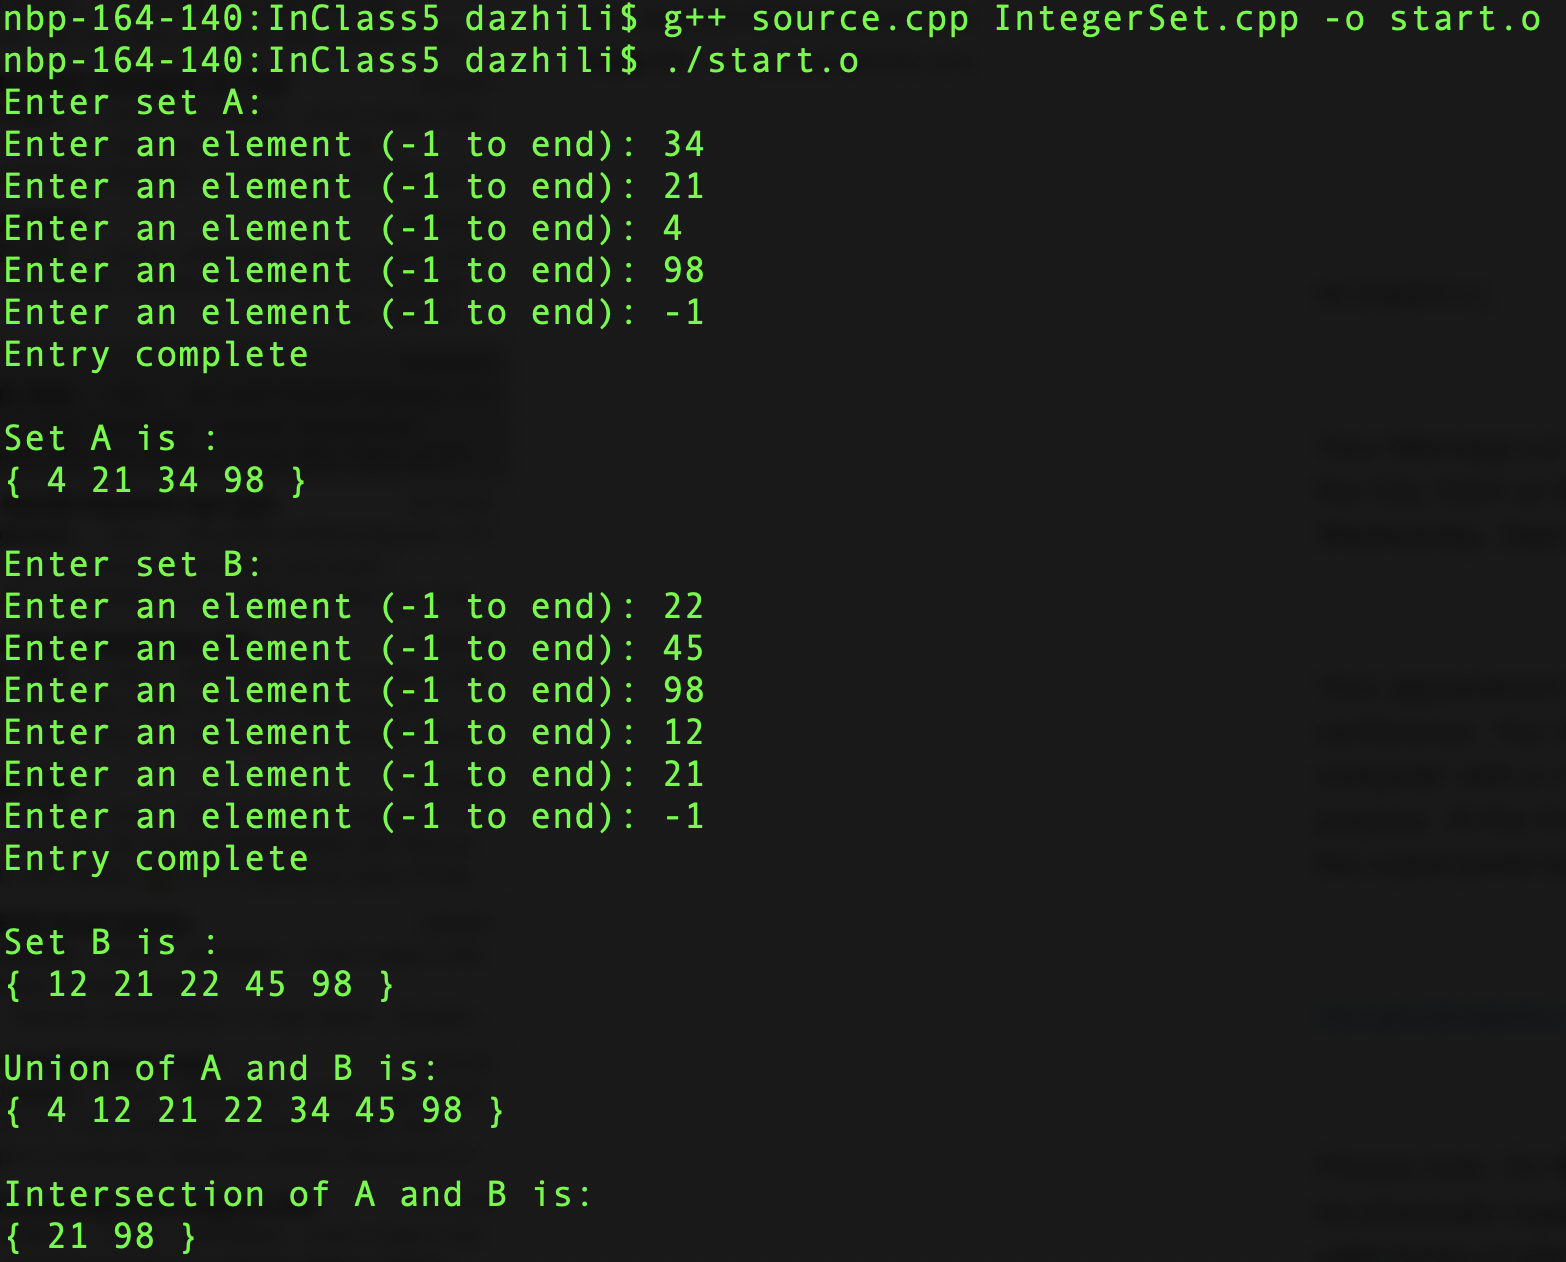 nbp-164-140:InClass5 dazhili$ g++ source.cpp IntegerSet.cpp -o start.o
nbp-164-140:InClass5 dazhili$ ./start.o
Enter set A:
Enter an element (-1 to end): 34
Enter an element (-1 to end): 21
Enter an element (-1 to end): 4
Enter an element (-1 to end): 98
Enter an element (-1 to end): -1
Entry complete
Set A is :
{ 4 21 34 98 }
Enter set B:
Enter an element (-1 to end): 22
Enter an element (-1 to end): 45
Enter an element (-1 to end): 98
Enter an element (-1 to end): 12
Enter an element (-1 to end): 21
Enter an element (-1 to end): -1
Entry complete
Set B is :
{ 12 21 22 45 98 }
Union of A and B is:
{ 4 12 21 22 34 45 98 }
Intersection of A and B is:
{ 21 98 }